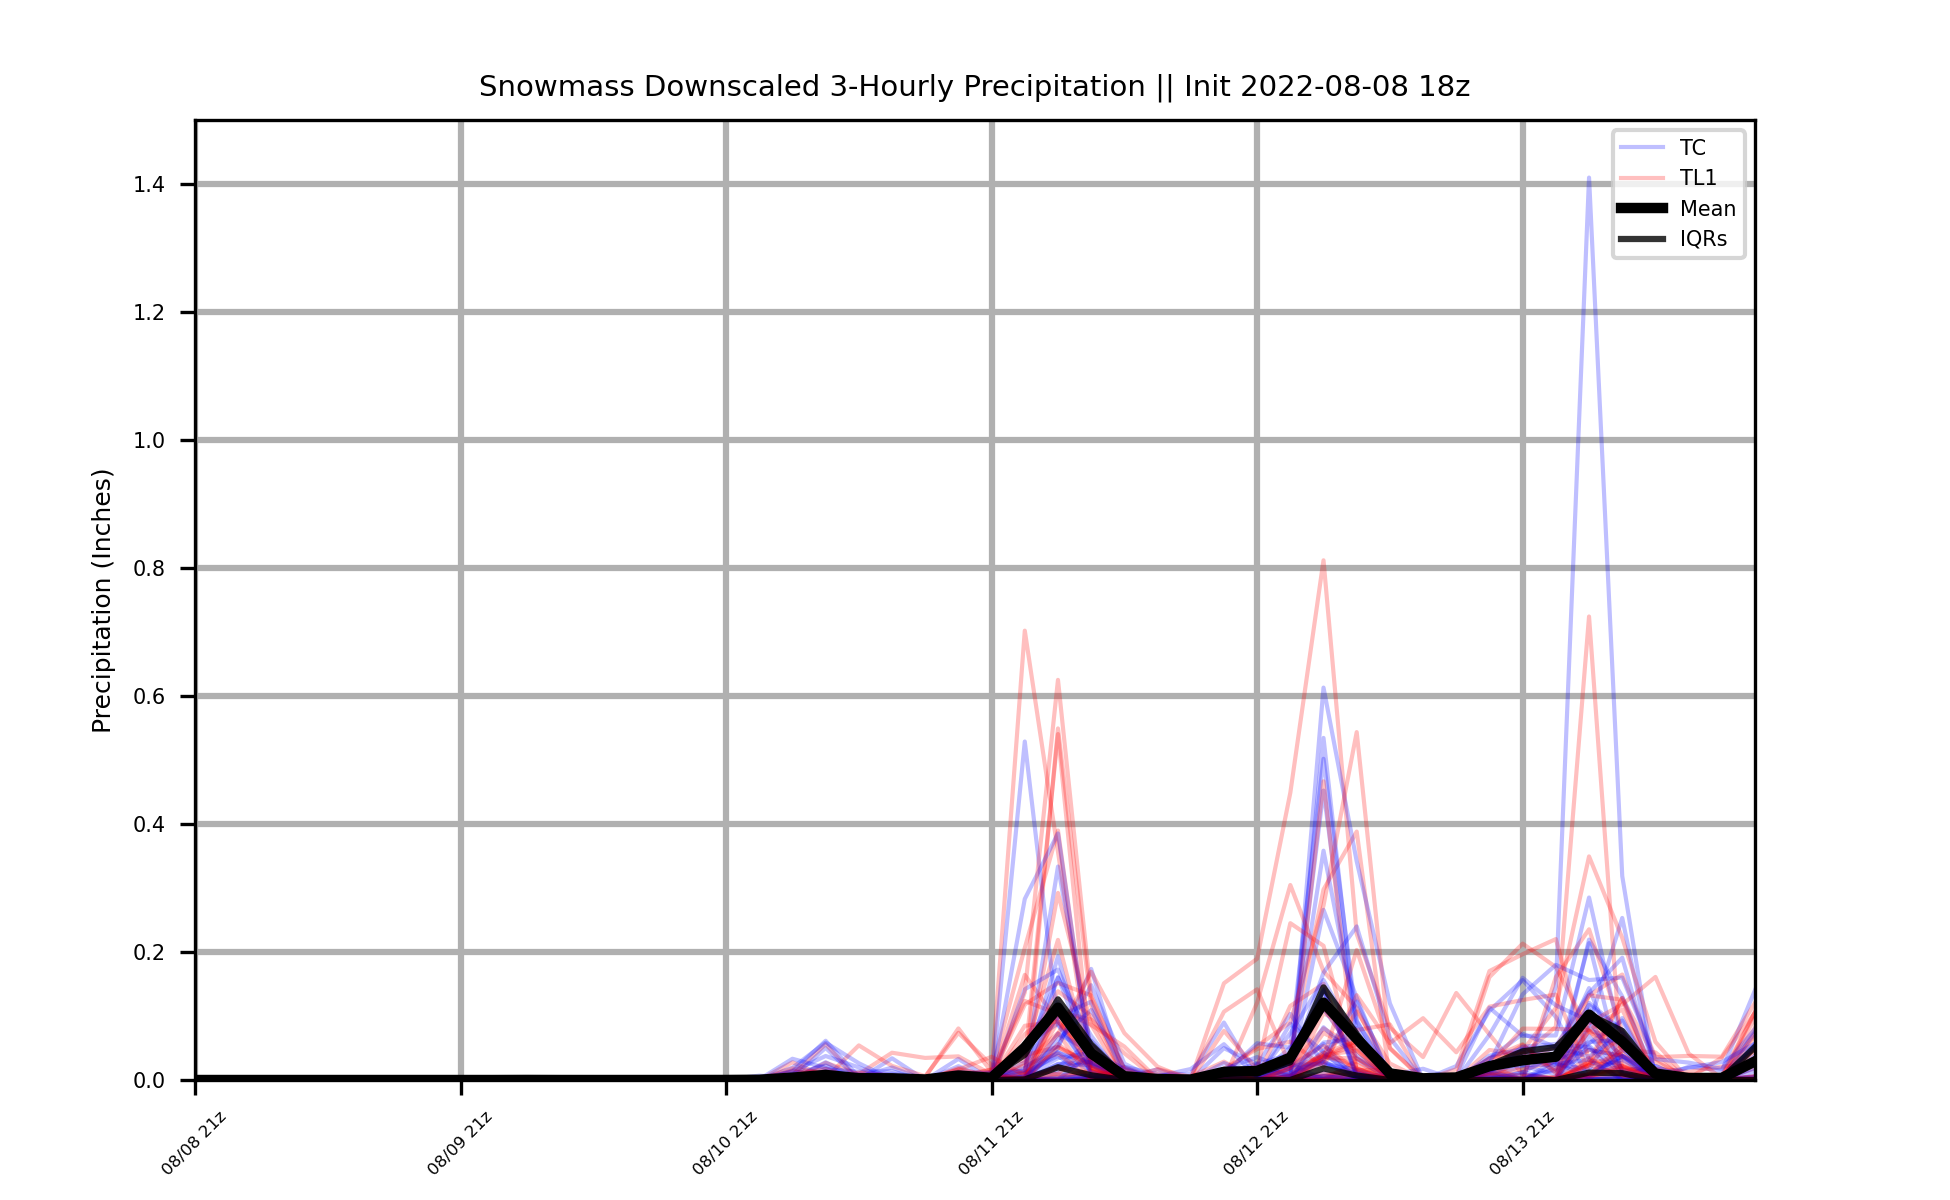 Snowmass Downscaled 3-Hourly Precipitation || Init 2022-08-08 18z
TC
TL1
Mean
IQRs
Precipitation (Inches)
1.4
1.2
1.0
0.8
0.6
0.4
0.2
0.0
08/08 21z
08/09 21z
08/10 21z
08/11 21z
08/12 21z
08/13 21z